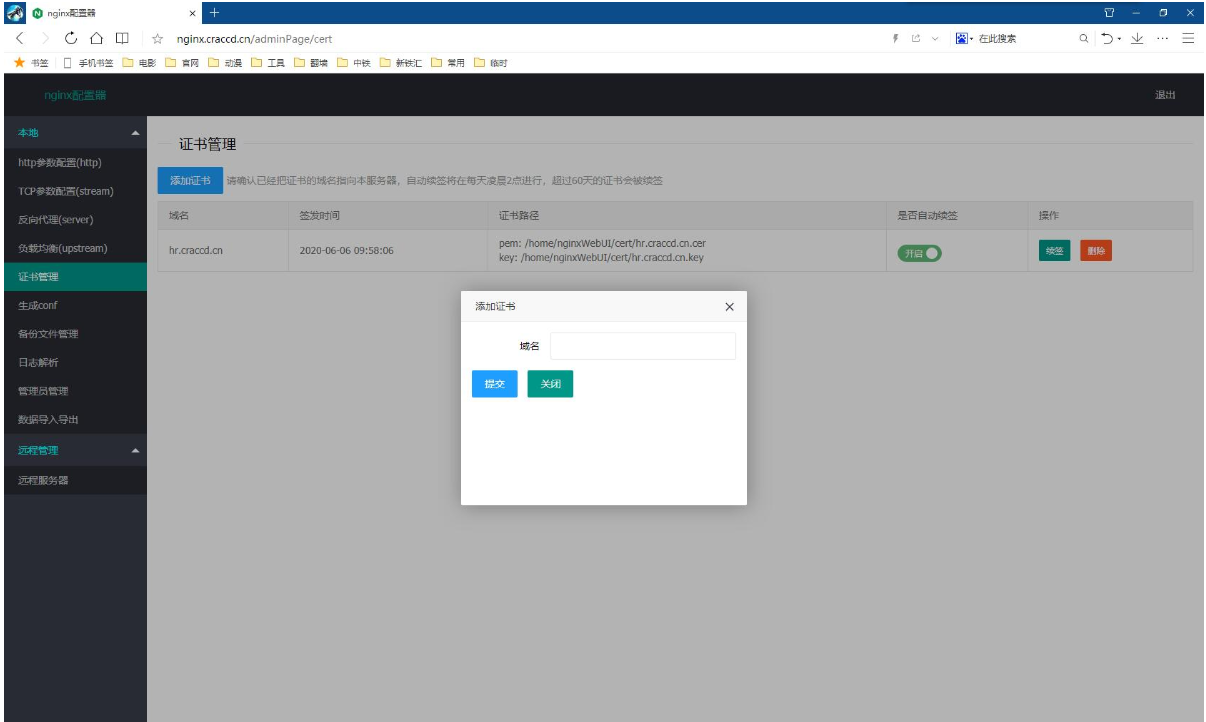 nginx配置器
nginx.craccd.cn/adminPage/cert
在此搜索
书签 手机书签 电影 官网 动漫 工具 翻墙 中铁 新铁汇 常用 临时
nginx配置器
退出
本地
http参数配置(http)
TCP参数配置(stream)
反向代理(server)
负载均衡(upstream)
证书管理
生成conf
备份文件管理
日志解析
管理员管理
数据导入导出
远程管理
远程服务器
证书管理
添加证书 请确认已经把证书的域名指向本服务器，自动续签将在每天凌晨2点进行，超过60天的证书会被续签
域名 签发时间 证书路径 是否自动续签 操作
hr.craccd.cn 2020-06-06 09:58:06 pem: /home/nginxWebUI/cert/hr.craccd.cn.cer
key: /home/nginxWebUI/cert/hr.craccd.cn.key
开启 续签 删除
添加证书
域名
提交 关闭